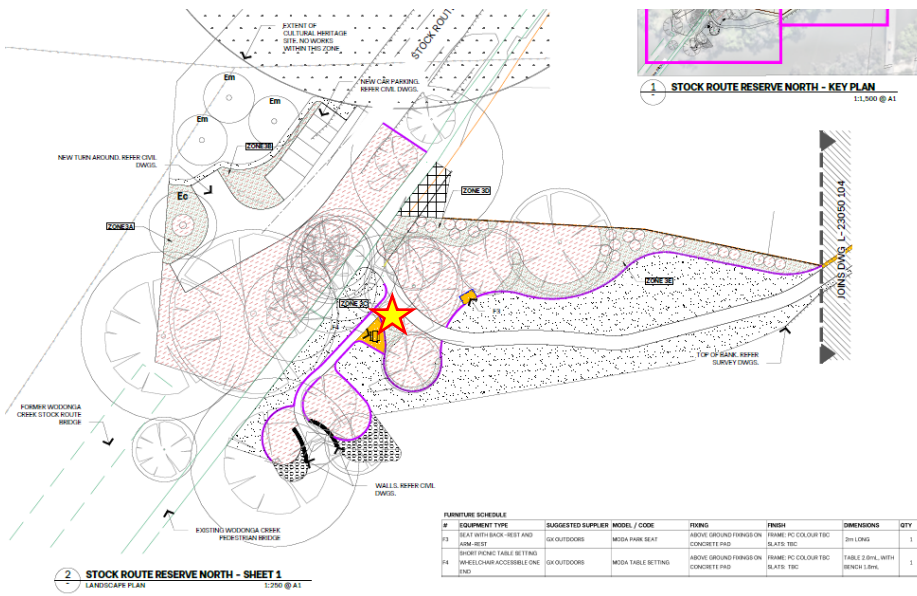 EXTENT OF
CULTURAL HERITAGE
SITE. NO WORKS
WITHIN THIS ZONE
STOCK ROUT
1
STOCK ROUTE RESERVE NORTH - KEY PLAN
1:1,500 @ A1
NEW CAR PARKING.
REFER CIVIL DWGS.
Em
Em
Em
ZONE 3B
NEW TURN AROUND. REFER CIVIL
DWGS.
Ec
ZONE 3A
ZONE 3D
JOINS DWG L-23050 104
ZONE 3E
ZONE 3C
F3
F4
TOP OF BANK. REFER
SURVEY DWGS.
FORMER WODONGA
CREEK STOCK ROUTE
BRIDGE
WALLS. REFER CIVIL
DWGS.
EXISTING WODONGA CREEK
PEDESTRIAN BRIDGE
FURNITURE SCHEDULE
# EQUIPMENT TYPE SUGGESTED SUPPLIER MODEL / CODE FIXING FINISH DIMENSIONS QTY
F3 SEAT WITH BACK-REST AND ARM-REST GX OUTDOORS MODA PARK SEAT ABOVE GROUND FIXINGS ON CONCRETE PAD FRAME: PC COLOUR TBC SLATS: TBC 2m LONG 1
F4 SHORT PICNIC TABLE SETTING WHEELCHAIR ACCESSIBLE ONE END GX OUTDOORS MODA TABLE SETTING ABOVE GROUND FIXINGS ON CONCRETE PAD FRAME: PC COLOUR TBC SLATS: TBC TABLE 2.0mL, WITH BENCH 1.6mL 1
2
STOCK ROUTE RESERVE NORTH - SHEET 1
LANDSCAPE PLAN
1:250 @ A1